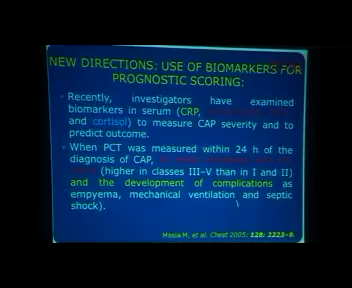 NEW DIRECTIONS: USE OF BIOMARKERS FOR
PROGNOSTIC SCORING:
Recently, investigators have examined
biomarkers in serum (CRP,
and cortisol) to measure CAP severity and to
predict outcome.
When PCT was measured within 24 h of the
diagnosis of CAP,
(higher in classes III-V than in I and II)
and the development of complications as
empyema, mechanical ventilation and septic
shock).
Masia M, et al. Chest 2005; 128: 2223-9.